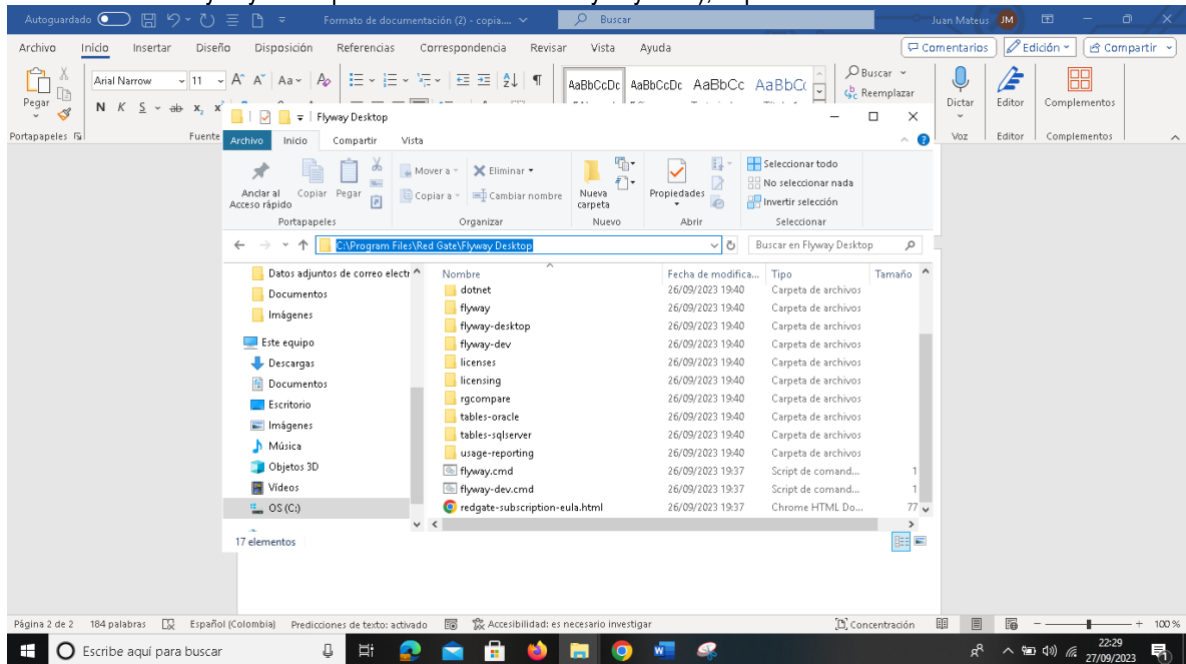 Autoguardado
Formato de documentación (2) - copia....
Buscar
Juan Mateus
JM
Archivo Inicio Insertar Diseño Disposición Referencias Correspondencia Revisar Vista Ayuda
Comentarios Edición Compartir
Pegar
Arial Narrow 11
N K S ab x, x
AaBbCcDc AaBbCcDc AaBbCc AaBbC
Buscar
Reemplazar
Dictar Editor Complementos
Portapapeles Fuente Voz Editor Complementos
Flyway Desktop
Archivo Inicio Compartir Vista
Anclar al Acceso rápido
Copiar Pegar
Mover a Eliminar
Copiar a Cambiar nombre
Nueva carpeta
Propiedades
Seleccionar todo
No seleccionar nada
Invertir selección
Portapapeles Organizar Nuevo Abrir Seleccionar
C:\Program Files\Red Gate\Flyway Desktop
Buscar en Flyway Desktop
Nombre Fecha de modifica... Tipo Tamaño
Datos adjuntos de correo electr
Documentos
Imágenes
Este equipo
Descargas
Documentos
Escritorio
Imágenes
Música
Objetos 3D
Vídeos
OS (C:)
dotnet 26/09/2023 19:40 Carpeta de archivos
flyway 26/09/2023 19:40 Carpeta de archivos
flyway-desktop 26/09/2023 19:40 Carpeta de archivos
flyway-dev 26/09/2023 19:40 Carpeta de archivos
licenses 26/09/2023 19:40 Carpeta de archivos
licensing 26/09/2023 19:40 Carpeta de archivos
rgcompare 26/09/2023 19:40 Carpeta de archivos
tables-oracle 26/09/2023 19:40 Carpeta de archivos
tables-sqlserver 26/09/2023 19:40 Carpeta de archivos
usage-reporting 26/09/2023 19:40 Carpeta de archivos
flyway.cmd 26/09/2023 19:37 Script de comand... 1
flyway-dev.cmd 26/09/2023 19:37 Script de comand... 1
redgate-subscription-eula.html 26/09/2023 19:37 Chrome HTML Do... 77
17 elementos
Página 2 de 2 184 palabras Español (Colombia) Predicciones de texto: activado Accesibilidad: es necesario investigar Concentración 100 %
Escribe aquí para buscar
22:29
27/09/2023